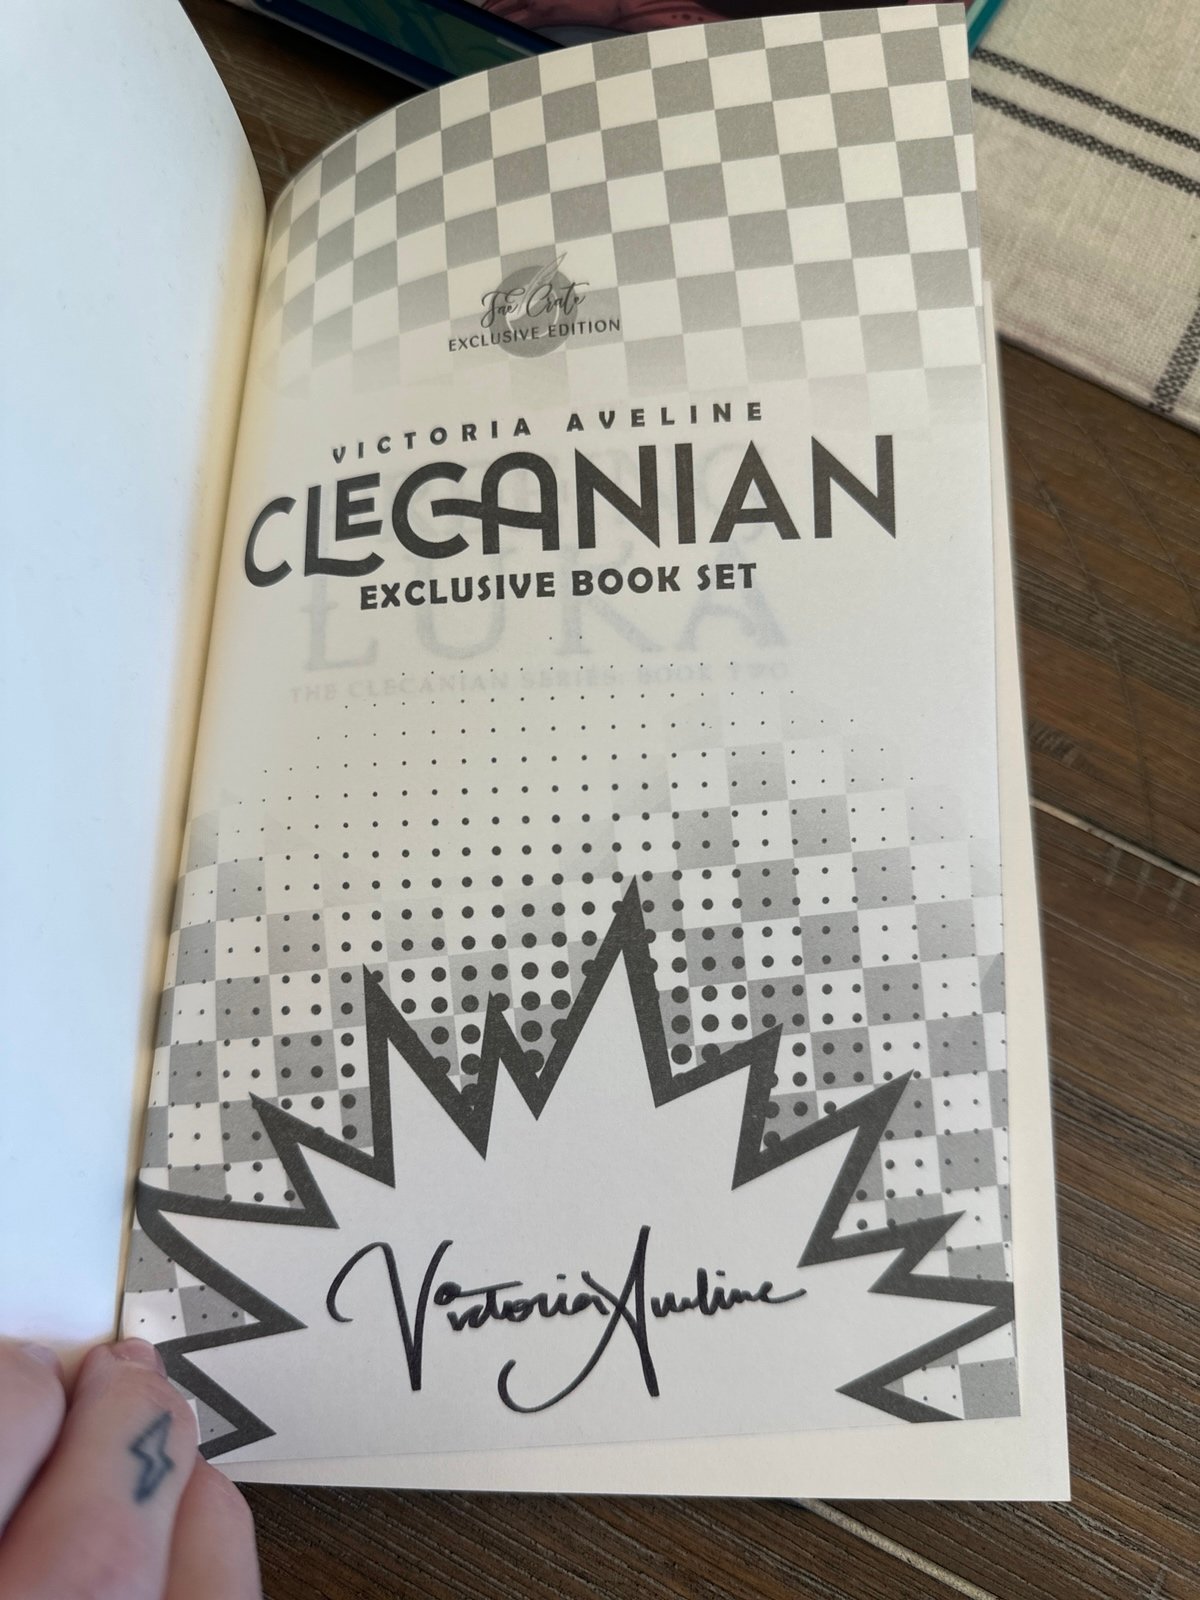 Fae Crate
EXCLUSIVE EDITION
VICTORIA AVELINE
CLECANIAN
EXCLUSIVE BOOK SET
LUKA
THE CLECANIAN SERIES: BOOK TWO
Victoria Aveline